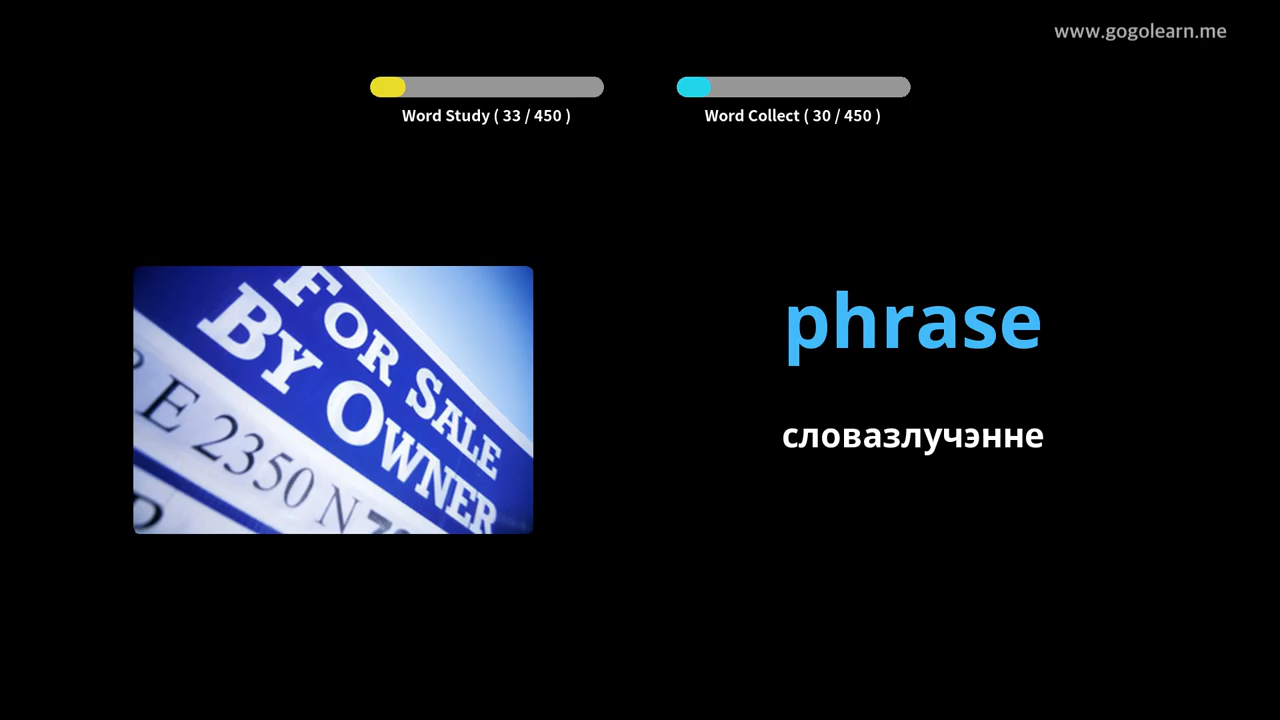 www.gogolearn.me
Word Study ( 33 / 450 )
Word Collect ( 30 / 450 )
FOR SALE
BY OWNER
E 2350 N
phrase
словазлучэнне